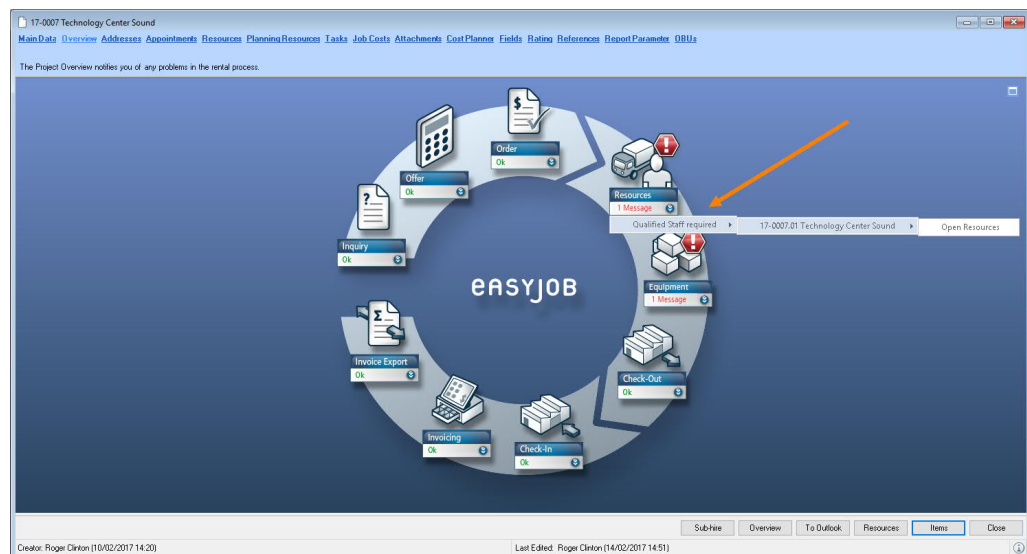 17-0007 Technology Center Sound
Main Data Overview Addresses Appointments Resources Planning Resources Tasks Job Costs Attachments Cost Planner Fields Rating References Report Parameter OBUs
The Project Overview notifies you of any problems in the rental process.
$
Order
Ok
Offer
Ok
Resources
1 Message
Qualified Staff required 17-0007.01 Technology Center Sound Open Resources
?
Inquiry
Ok
easyjob
Equipment
1 Message
Σ
Invoice Export
Ok
Check-Out
Ok
Invoicing
Ok
Check-In
Ok
Sub-hire Overview To Outlook Resources Items Close
Creator: Roger Clinton (10/02/2017 14:20) Last Edited: Roger Clinton (14/02/2017 14:51)